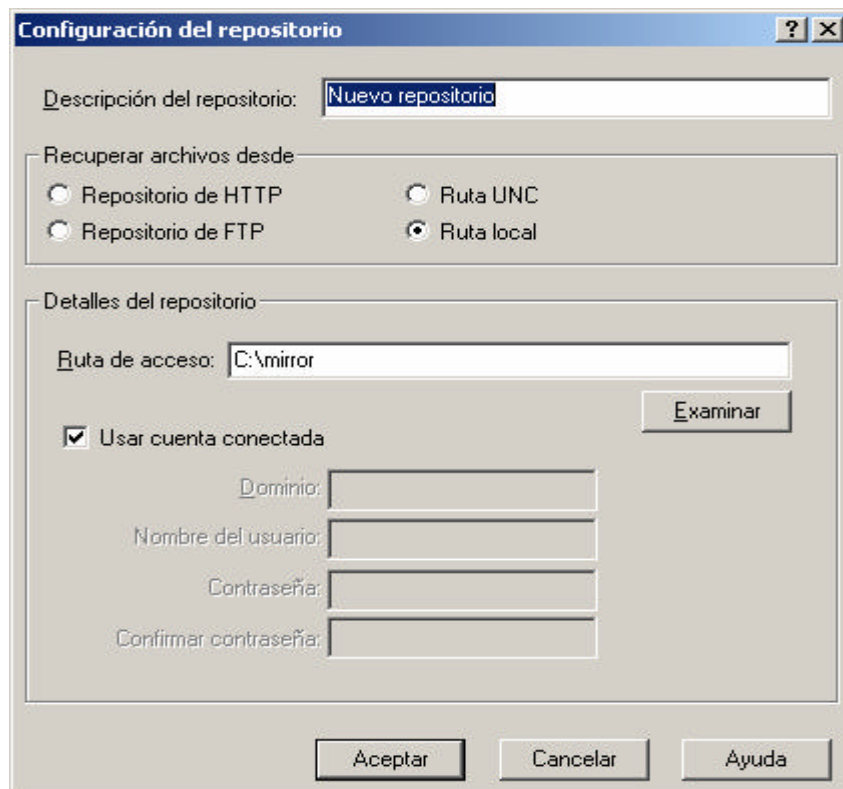 Configuración del repositorio
Descripción del repositorio: Nuevo repositorio
Recuperar archivos desde
Repositorio de HTTP Ruta UNC
Repositorio de FTP Ruta local
Detalles del repositorio
Ruta de acceso: C:\mirror
Examinar
Usar cuenta conectada
Dominio:
Nombre del usuario:
Contraseña:
Confirmar contraseña:
Aceptar Cancelar Ayuda